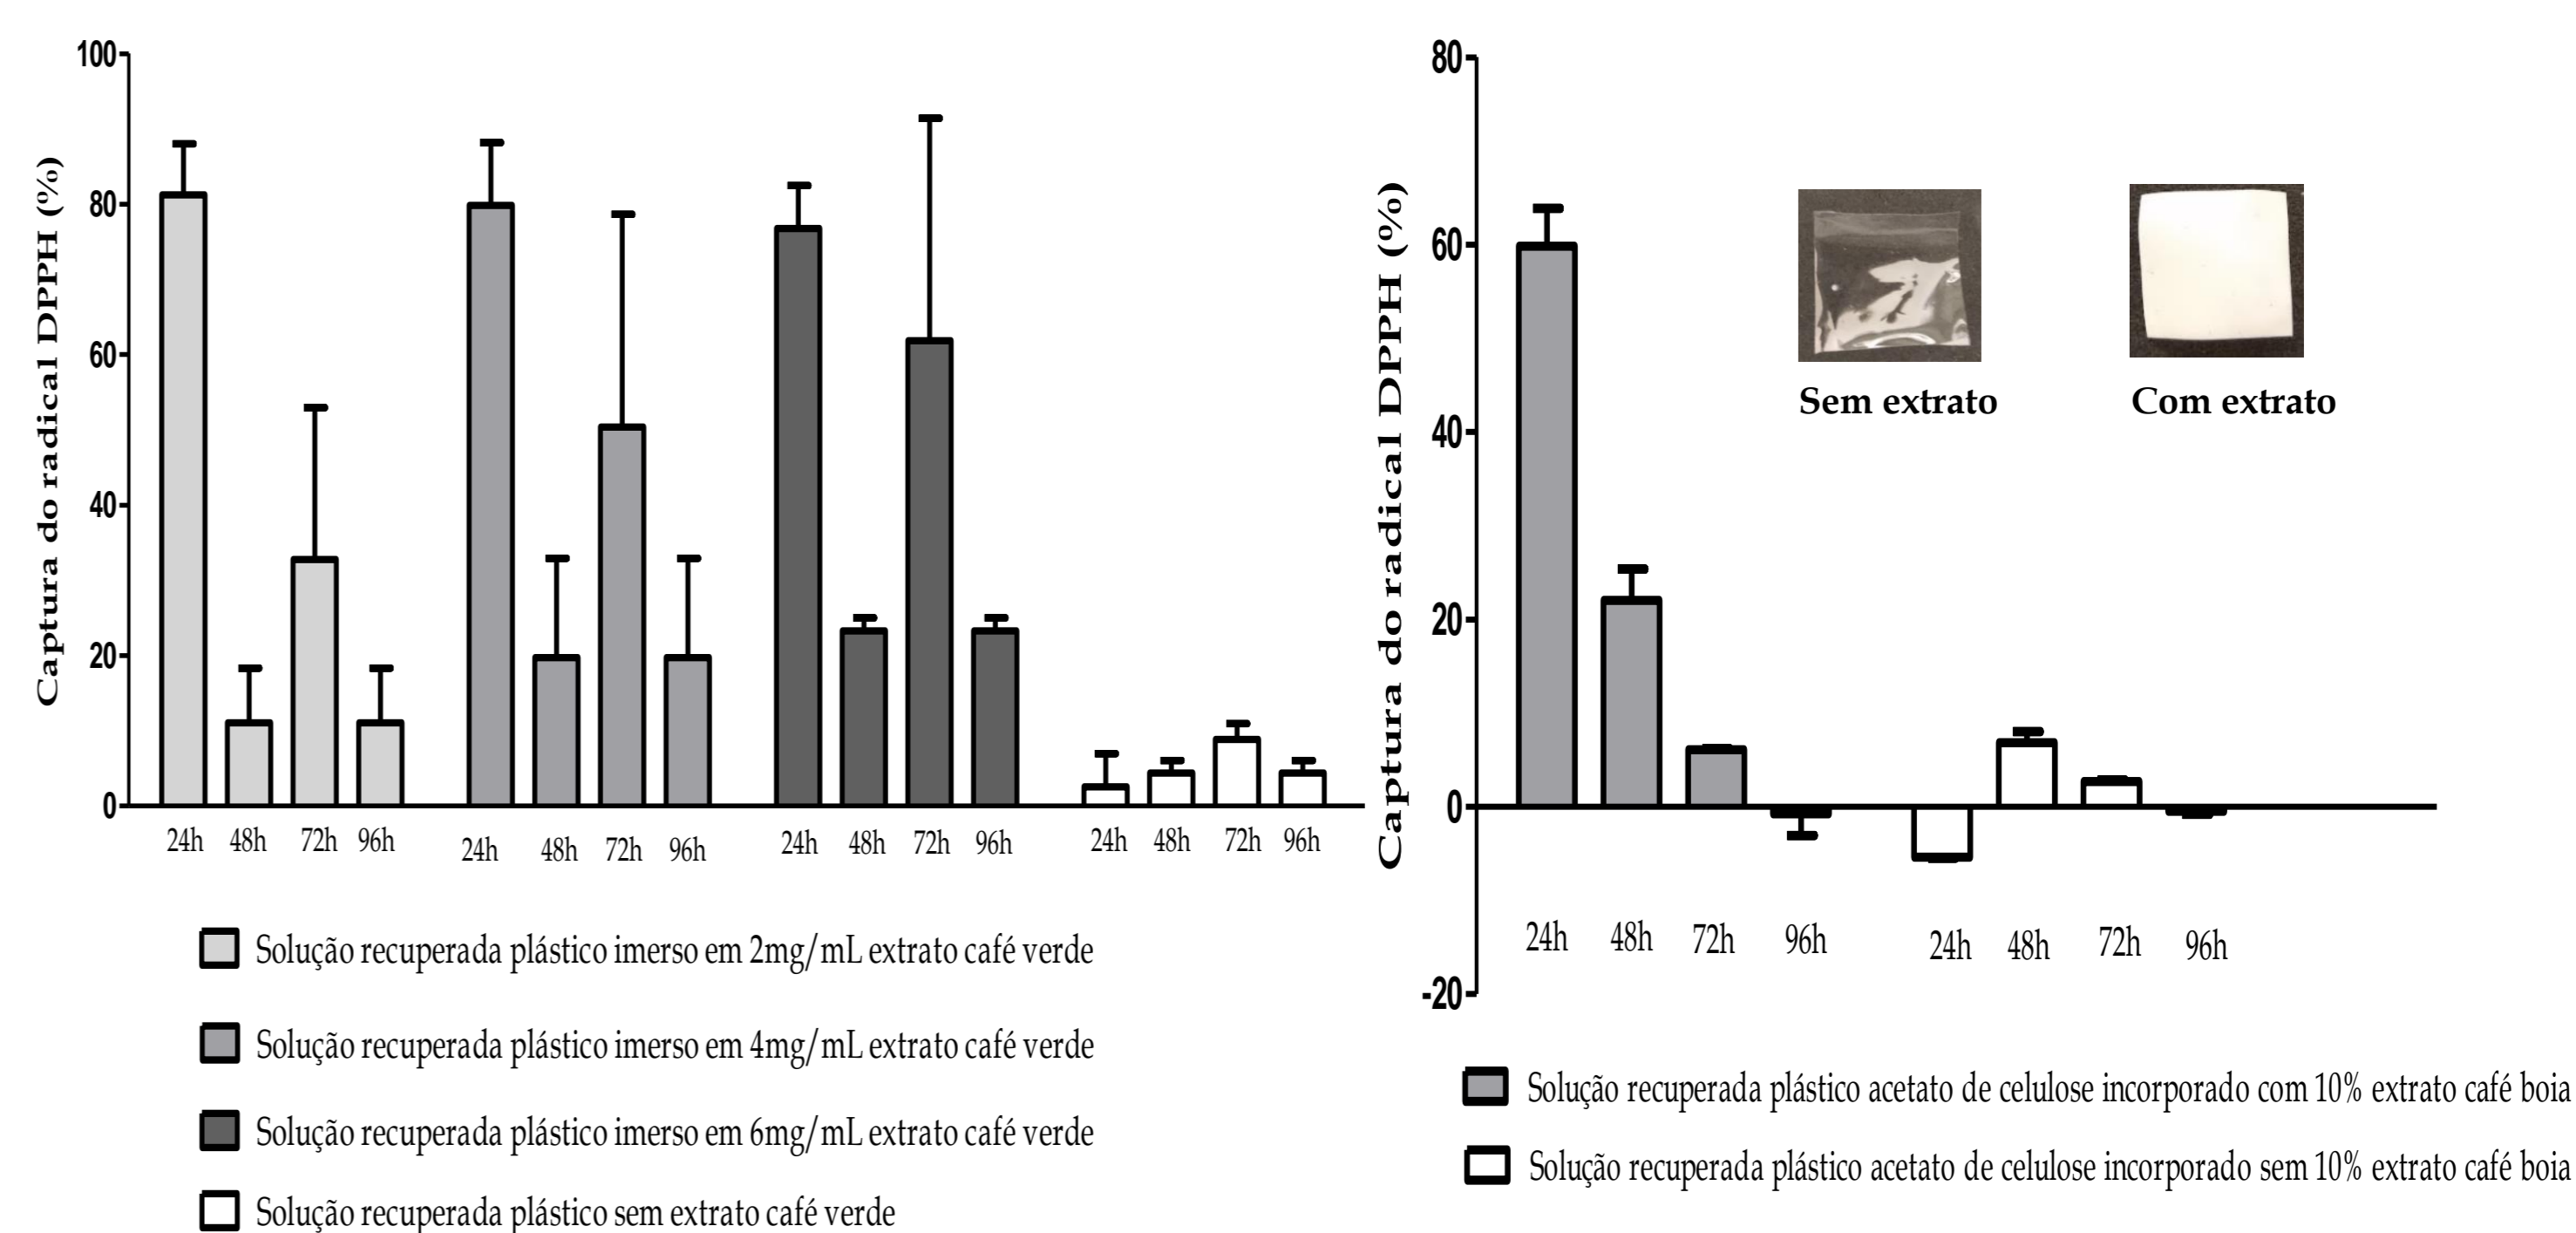 Captura do radical DPPH (%)
100
80
60
40
20
0
24h 48h 72h 96h 24h 48h 72h 96h 24h 48h 72h 96h 24h 48h 72h 96h
Solução recuperada plástico imerso em 2mg/mL extrato café verde
Solução recuperada plástico imerso em 4mg/mL extrato café verde
Solução recuperada plástico imerso em 6mg/mL extrato café verde
Solução recuperada plástico sem extrato café verde
Captura do radical DPPH (%)
80
60
40
20
0
-20
Sem extrato Com extrato
24h 48h 72h 96h 24h 48h 72h 96h
Solução recuperada plástico acetato de celulose incorporado com 10% extrato café boia
Solução recuperada plástico acetato de celulose incorporado sem 10% extrato café boia